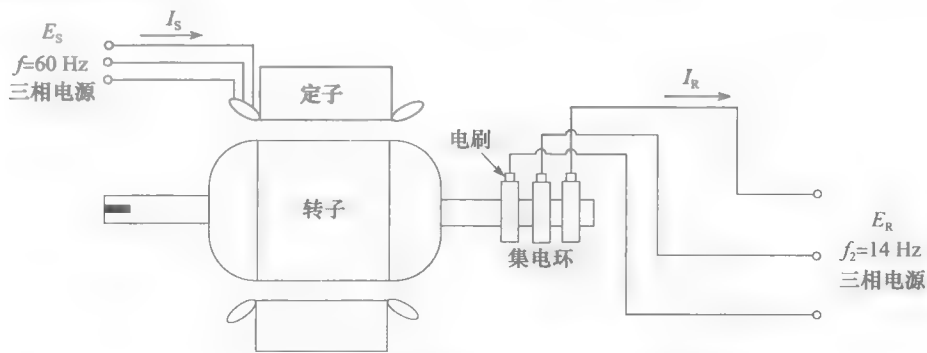 E_S
I_S
f=60 Hz
三相电源
定子
电刷
I_R
转子
E_R
f_2=14 Hz
三相电源
集电环